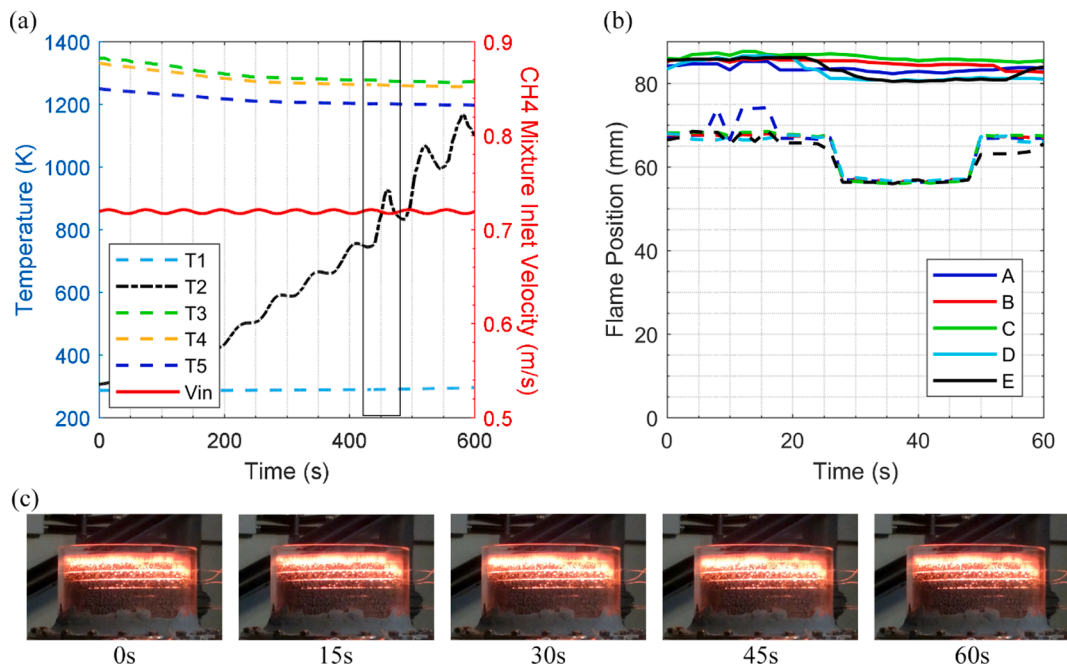 (a)
1400
1200
1000
800
600
400
200
Temperature (K)
T1
T2
T3
T4
T5
Vin
0.9
0.8
0.7
0.6
0.5
CH4 Mixture Inlet Velocity (m/s)
0 200 400 600
Time (s)
(b)
80
60
40
20
0
Flame Position (mm)
A
B
C
D
E
0 20 40 60
Time (s)
(c)
0s 15s 30s 45s 60s